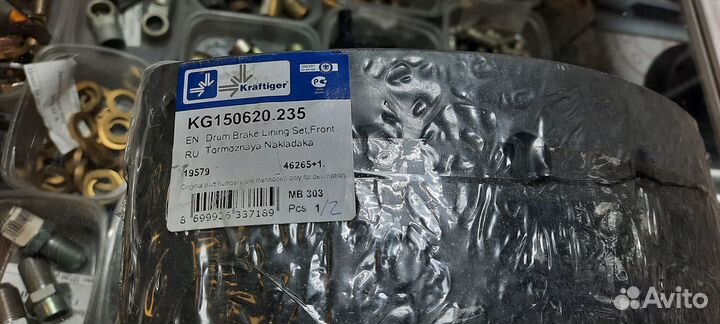 Kraftiger
KG150620.235
EN Drum Brake Lining Set,Front
RU Tormoznaya Nakladaka
19579 46265+1.
Original part numbers are mentioned only for description
MB 303
Pcs 1/2
8 699936 337189
Avito